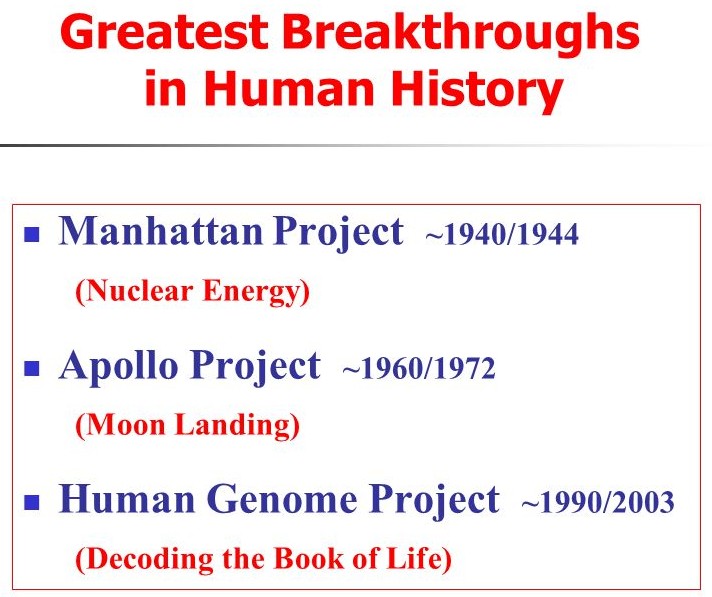 Greatest Breakthroughs
in Human History
Manhattan Project ~1940/1944
(Nuclear Energy)
Apollo Project ~1960/1972
(Moon Landing)
Human Genome Project ~1990/2003
(Decoding the Book of Life)